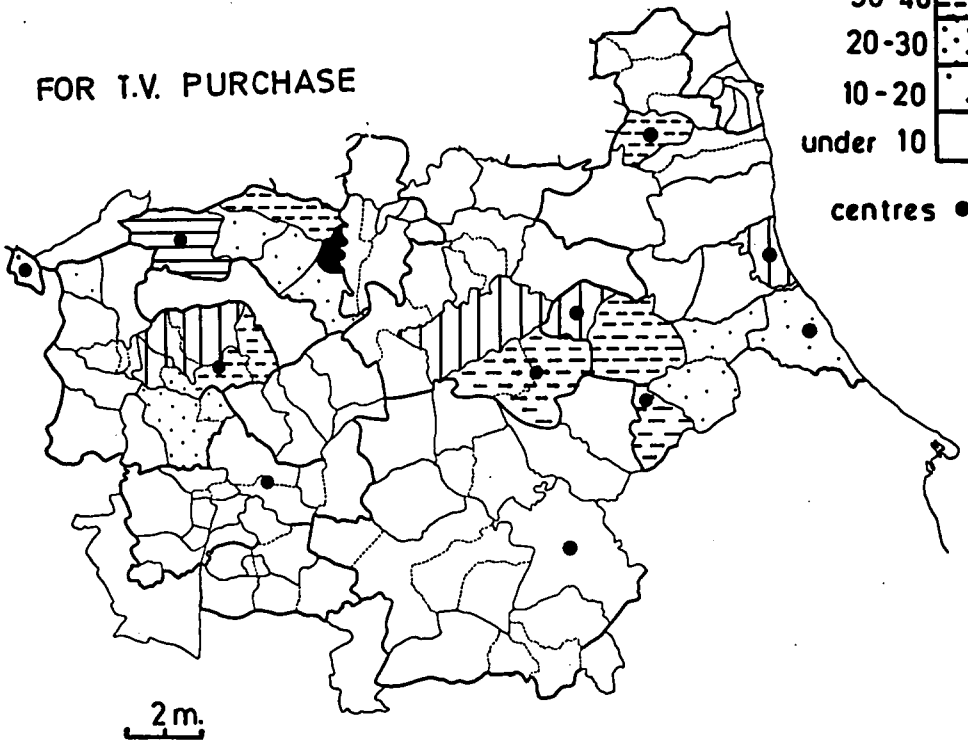 FOR T.V. PURCHASE
20-30
10-20
under 10
centres
2 m.